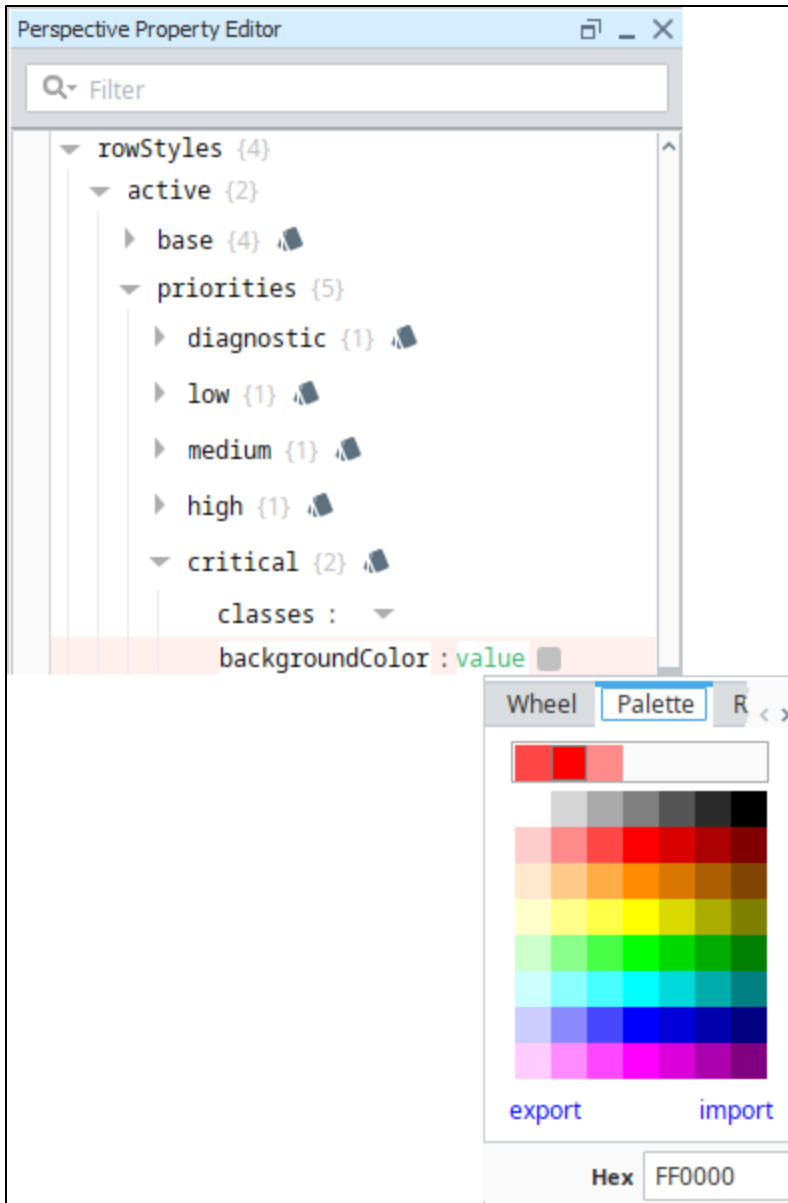 Perspective Property Editor
Filter
rowStyles {4}
active {2}
base {4}
priorities {5}
diagnostic {1}
low {1}
medium {1}
high {1}
critical {2}
classes :
backgroundColor : value
Wheel Palette R
export import
Hex FF0000